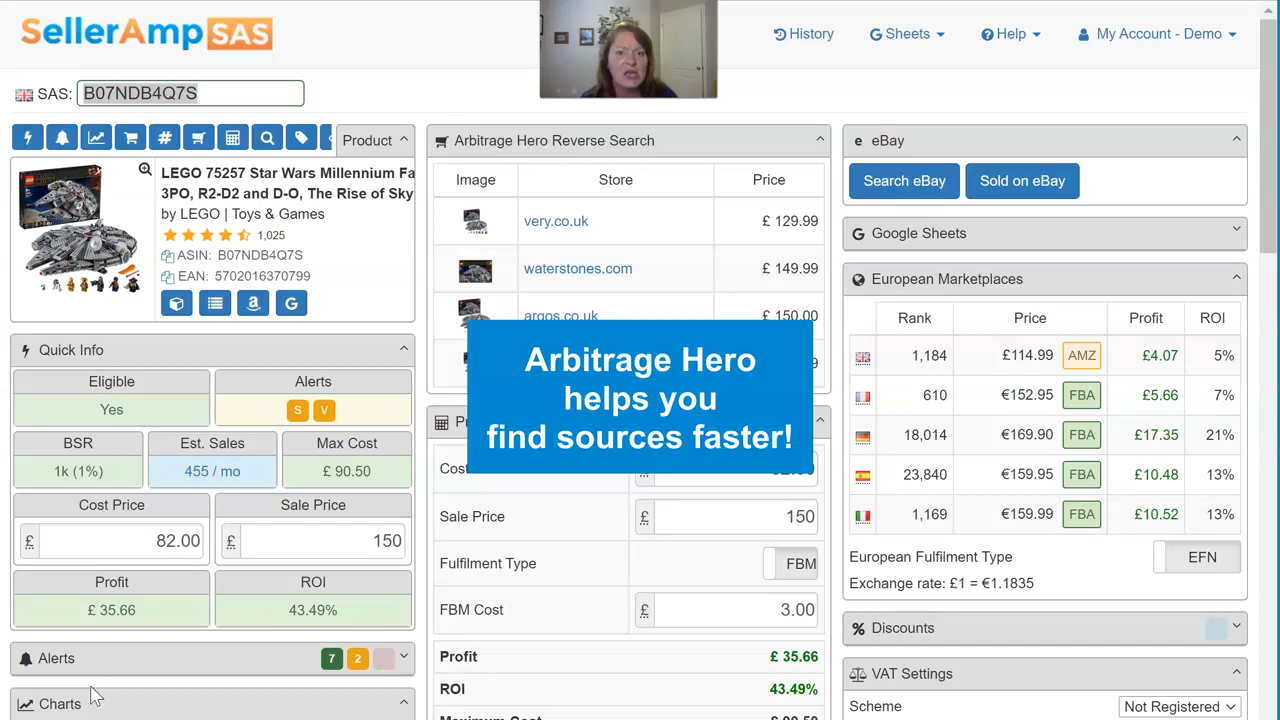 SellerAmp SAS
History
Sheets
Help
My Account - Demo
SAS: B07NDB4Q7S
Product
LEGO 75257 Star Wars Millennium Fa
3PO, R2-D2 and D-O, The Rise of Sky
by LEGO | Toys & Games
1,025
ASIN: B07NDB4Q7S
EAN: 5702016370799
Quick Info
Eligible
Alerts
Yes
S V
BSR
Est. Sales
Max Cost
1k (1%)
455 / mo
£ 90.50
Cost Price
Sale Price
£ 82.00
£ 150
Profit
ROI
£ 35.66
43.49%
Alerts 7 2
Charts
Arbitrage Hero Reverse Search
Image Store Price
very.co.uk £ 129.99
waterstones.com £ 149.99
argos.co.uk £ 150.00
Arbitrage Hero
helps you
find sources faster!
Sale Price £ 150
Fulfilment Type FBM
FBM Cost £ 3.00
Profit £ 35.66
ROI 43.49%
eBay
Search eBay Sold on eBay
Google Sheets
European Marketplaces
Rank Price Profit ROI
1,184 £114.99 AMZ £4.07 5%
610 €152.95 FBA £5.66 7%
18,014 €169.90 FBA £17.35 21%
23,840 €159.95 FBA £10.48 13%
1,169 €159.99 FBA £10.52 13%
European Fulfilment Type EFN
Exchange rate: £1 = €1.1835
Discounts
VAT Settings
Scheme Not Registered